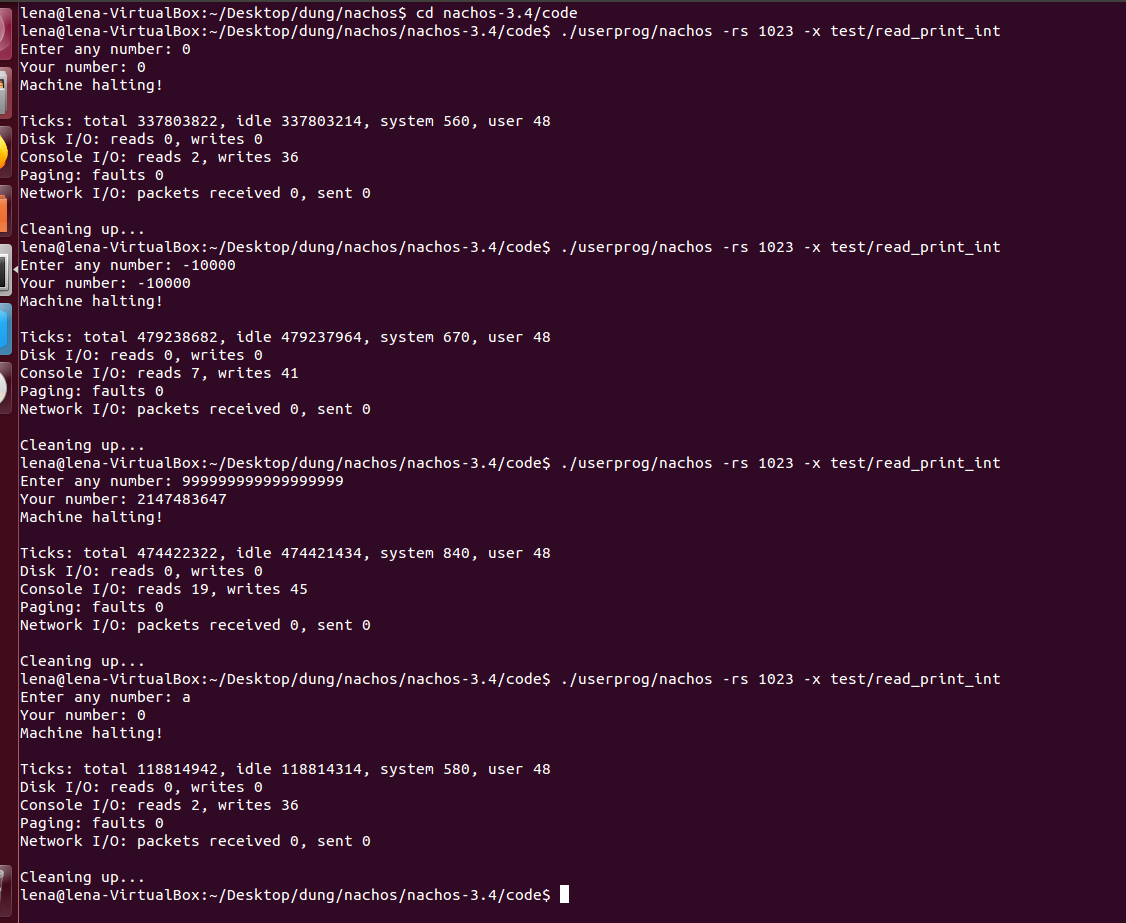 lena@lena-VirtualBox:~/Desktop/dung/nachos$ cd nachos-3.4/code
lena@lena-VirtualBox:~/Desktop/dung/nachos/nachos-3.4/code$ ./userprog/nachos -rs 1023 -x test/read_print_int
Enter any number: 0
Your number: 0
Machine halting!

Ticks: total 337803822, idle 337803214, system 560, user 48
Disk I/O: reads 0, writes 0
Console I/O: reads 2, writes 36
Paging: faults 0
Network I/O: packets received 0, sent 0

Cleaning up...
lena@lena-VirtualBox:~/Desktop/dung/nachos/nachos-3.4/code$ ./userprog/nachos -rs 1023 -x test/read_print_int
Enter any number: -10000
Your number: -10000
Machine halting!

Ticks: total 479238682, idle 479237964, system 670, user 48
Disk I/O: reads 0, writes 0
Console I/O: reads 7, writes 41
Paging: faults 0
Network I/O: packets received 0, sent 0

Cleaning up...
lena@lena-VirtualBox:~/Desktop/dung/nachos/nachos-3.4/code$ ./userprog/nachos -rs 1023 -x test/read_print_int
Enter any number: 999999999999999999
Your number: 2147483647
Machine halting!

Ticks: total 474422322, idle 474421434, system 840, user 48
Disk I/O: reads 0, writes 0
Console I/O: reads 19, writes 45
Paging: faults 0
Network I/O: packets received 0, sent 0

Cleaning up...
lena@lena-VirtualBox:~/Desktop/dung/nachos/nachos-3.4/code$ ./userprog/nachos -rs 1023 -x test/read_print_int
Enter any number: a
Your number: 0
Machine halting!

Ticks: total 118814942, idle 118814314, system 580, user 48
Disk I/O: reads 0, writes 0
Console I/O: reads 2, writes 36
Paging: faults 0
Network I/O: packets received 0, sent 0

Cleaning up...
lena@lena-VirtualBox:~/Desktop/dung/nachos/nachos-3.4/code$